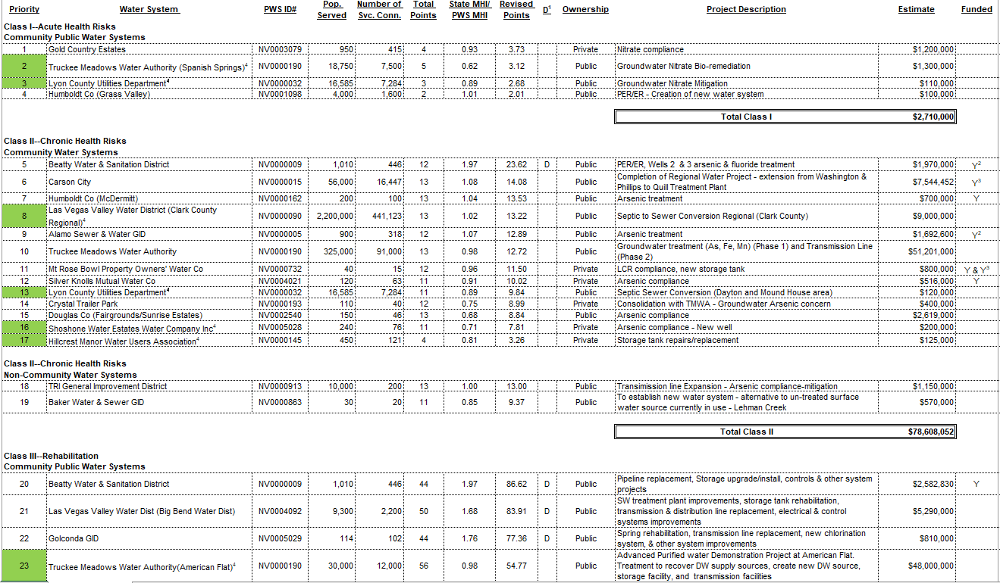 Priority Water System PWS ID# Pop. Served Number of Svc. Conn. Total Points State MHI/ PWS MHI Revised Points D¹ Ownership Project Description Estimate Funded
Class I--Acute Health Risks
Community Public Water Systems
1 Gold Country Estates NV0003079 950 415 4 0.93 3.73 Private Nitrate compliance $1,200,000
2 Truckee Meadows Water Authority (Spanish Springs)⁴ NV0000190 18,750 7,500 5 0.62 3.12 Public Groundwater Nitrate Bio-remediation $1,300,000
3 Lyon County Utilities Department⁴ NV0000032 16,585 7,284 3 0.89 2.68 Public Groundwater Nitrate Mitigation $110,000
4 Humboldt Co (Grass Valley) NV0001098 4,000 1,600 2 1.01 2.01 Public PER/ER - Creation of new water system $100,000
Total Class I $2,710,000
Class II--Chronic Health Risks
Community Water Systems
5 Beatty Water & Sanitation District NV0000009 1,010 446 12 1.97 23.62 D Public PER/ER, Wells 2 & 3 arsenic & fluoride treatment $1,970,000 Y²
6 Carson City NV0000015 56,000 16,447 13 1.08 14.08 Public Completion of Regional Water Project - extension from Washington &
Phillips to Quill Treatment Plant $7,544,452 Y³
7 Humboldt Co (McDermitt) NV0000162 200 100 13 1.04 13.53 Public Arsenic treatment $700,000 Y
8 Las Vegas Valley Water District (Clark County
Regional)⁴ NV0000090 2,200,000 441,123 13 1.02 13.22 Public Septic to Sewer Conversion Regional (Clark County) $9,000,000
9 Alamo Sewer & Water GID NV0000005 900 318 12 1.07 12.89 Public Arsenic treatment $1,692,600 Y²
10 Truckee Meadows Water Authority NV0000190 325,000 91,000 13 0.98 12.72 Public Groundwater treatment (As, Fe, Mn) (Phase 1) and Transmission Line
(Phase 2) $51,201,000
11 Mt Rose Bowl Property Owners' Water Co NV0000732 40 15 12 0.96 11.50 Private LCR compliance, new storage tank $800,000 Y & Y³
12 Silver Knolls Mutual Water Co NV0004021 120 63 11 0.91 10.02 Private Arsenic compliance $516,000 Y
13 Lyon County Utilities Department⁴ NV0000032 16,585 7,284 11 0.89 9.84 Public Septic Sewer Conversion (Dayton and Mound House area) $120,000
14 Crystal Trailer Park NV0000193 110 40 12 0.75 8.99 Private Consolidation with TMWA - Groundwater Arsenic concern $400,000
15 Douglas Co (Fairgrounds/Sunrise Estates) NV0002540 150 46 13 0.68 8.84 Public Arsenic compliance $2,619,000
16 Shoshone Water Estates Water Company Inc⁴ NV0005028 240 76 11 0.71 7.81 Private Arsenic compliance - New well $200,000
17 Hillcrest Manor Water Users Association⁴ NV0000145 450 121 4 0.81 3.26 Private Storage tank repairs/replacement $125,000
Class II--Chronic Health Risks
Non-Community Water Systems
18 TRI General Improvement District NV0000913 10,000 200 13 1.00 13.00 Public Transimission line Expansion - Arsenic compliance-mitigation $1,150,000
19 Baker Water & Sewer GID NV0000863 30 20 11 0.85 9.37 Public To establish new water system - alternative to un-treated surface
water source currently in use - Lehman Creek $570,000
Total Class II $78,608,052
Class III--Rehabilitation
Community Public Water Systems
20 Beatty Water & Sanitation District NV0000009 1,010 446 44 1.97 86.62 D Public Pipeline replacement, Storage upgrade/install, controls & other system
projects $2,582,830 Y
21 Las Vegas Valley Water Dist (Big Bend Water Dist) NV0004092 9,300 2,200 50 1.68 83.91 D Public SW treatment plant improvements, storage tank rehabilitation,
transmission & distribution line replacement, electrical & control
systems improvements $5,290,000
22 Golconda GID NV0005029 114 102 44 1.76 77.36 D Public Spring rehabilitation, transmission line replacement, new chlorination
system, & other system improvements $810,000
23 Truckee Meadows Water Authority(American Flat)⁴ NV0000190 30,000 12,000 56 0.98 54.77 Public Advanced Purified water Demonstration Project at American Flat.
Treatment to recover DW supply sources, create new DW source,
storage facility, and transmission facilities $48,000,000